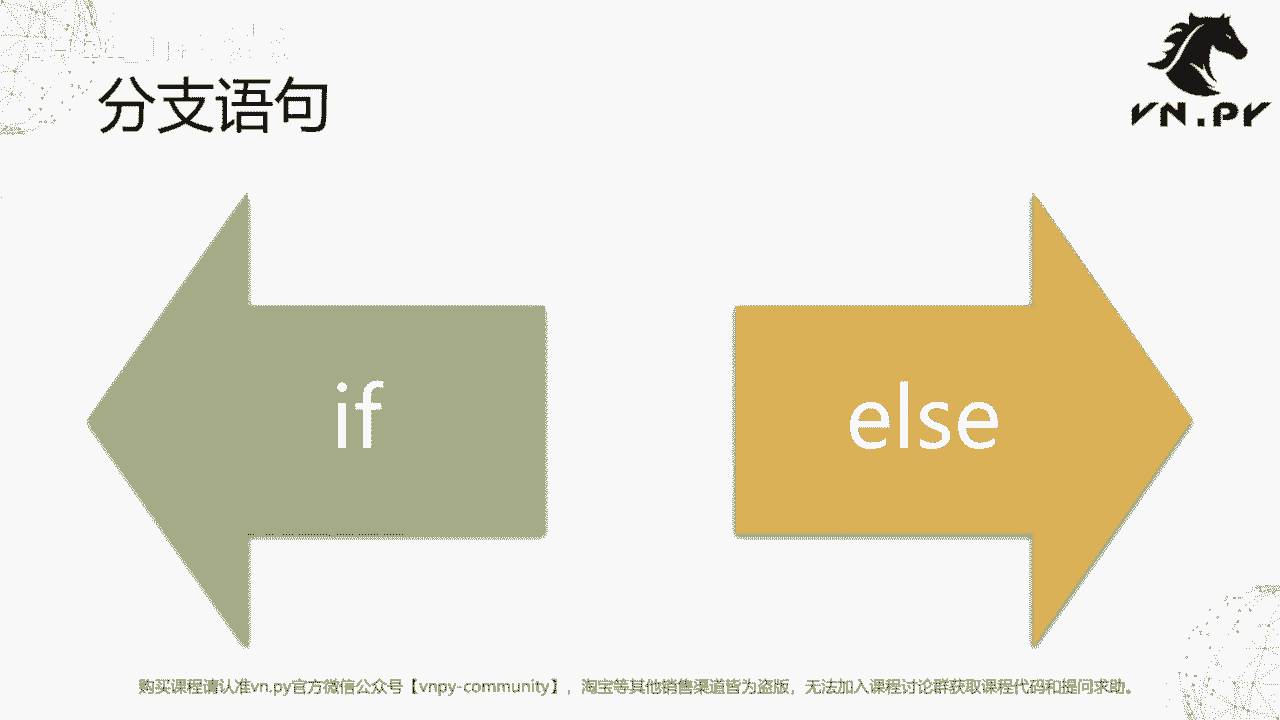 分支语句
VN.PY
if
else
购买课程请认准vn.py官方微信公众号【vnpy-community】，淘宝等其他销售渠道皆为盗版，无法加入课程讨论群获取课程代码和提问求助。